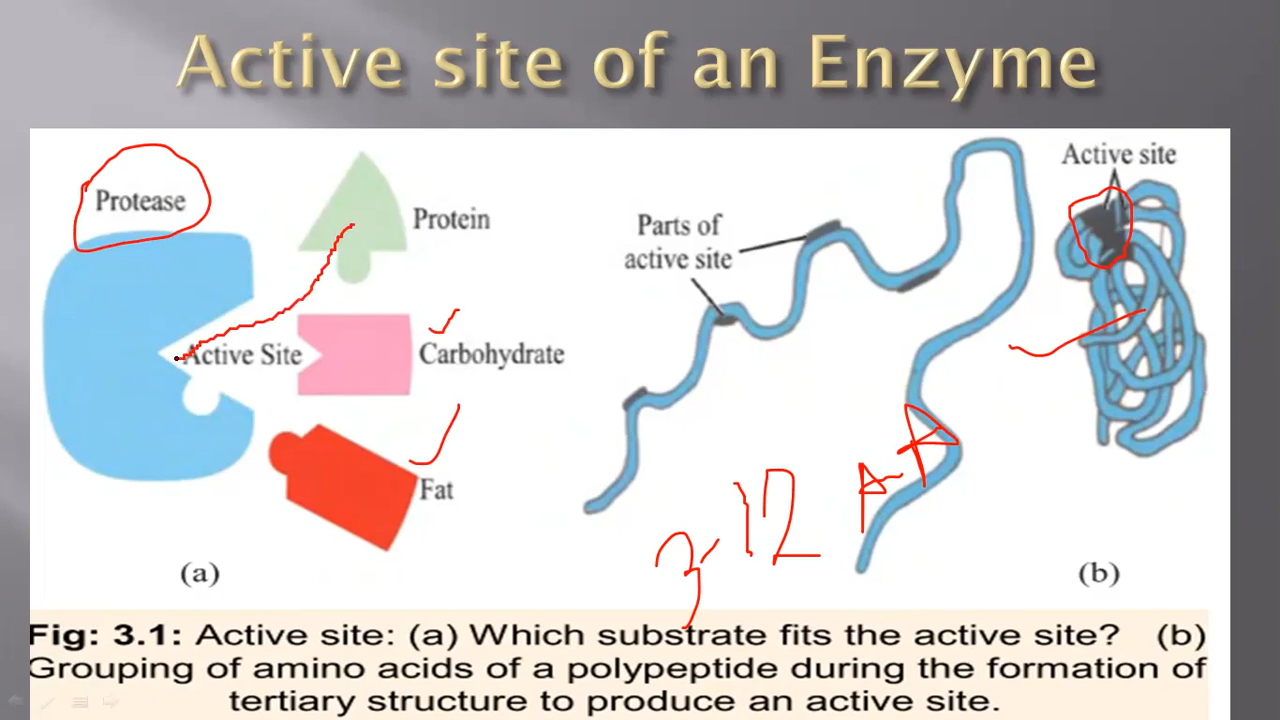 Active site of an Enzyme
Protease
Protein
Active Site
Carbohydrate
Fat
(a)
Parts of
active site
Active site
3-12 A-A
(b)
Fig: 3.1: Active site: (a) Which substrate fits the active site? (b)
Grouping of amino acids of a polypeptide during the formation of
tertiary structure to produce an active site.